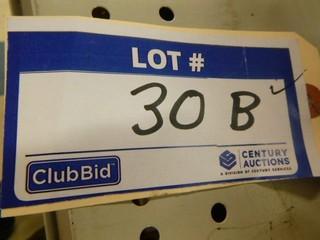 LOT #
30 B
ClubBid
CENTURY
AUCTIONS
A DIVISION OF CENTURY SERVICES